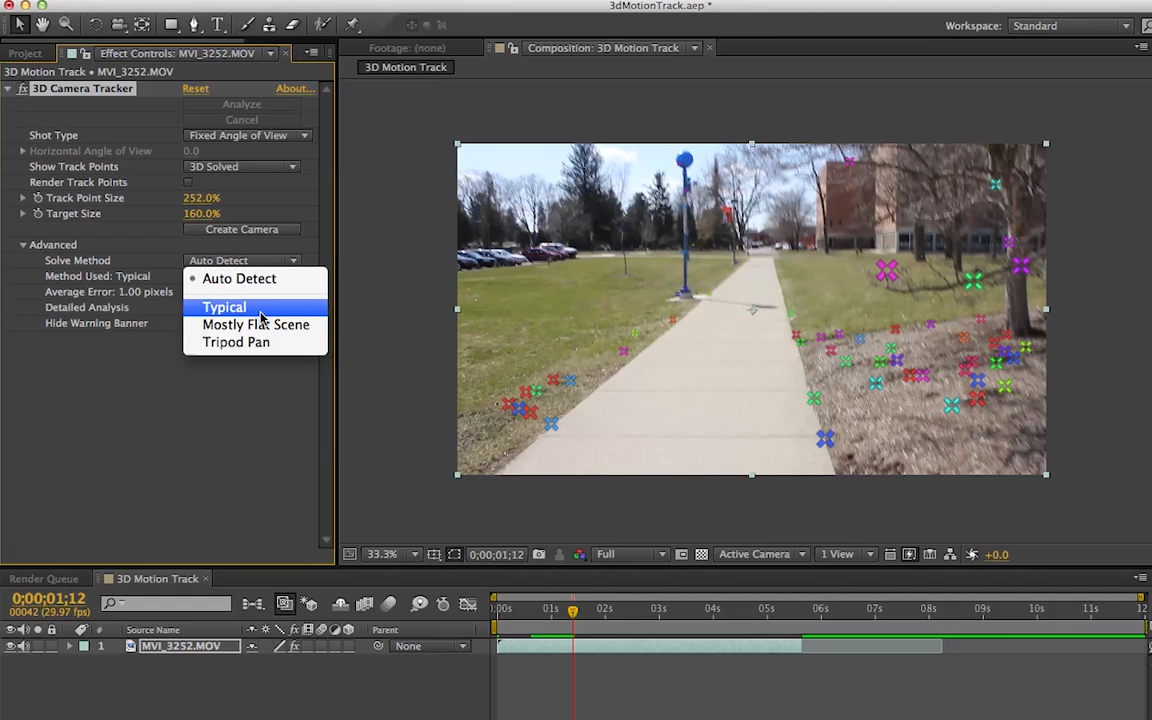 3dMotionTrack.aep *
Workspace: Standard
Project
Effect Controls: MVI_3252.MOV
Footage: (none)
Composition: 3D Motion Track
3D Motion Track • MVI_3252.MOV
3D Motion Track
fx 3D Camera Tracker Reset About...
Analyze
Cancel
Shot Type Fixed Angle of View
Horizontal Angle of View 0.0
Show Track Points 3D Solved
Render Track Points
Track Point Size 252.0%
Target Size 160.0%
Create Camera
Advanced
Solve Method Auto Detect
Method Used: Typical
Average Error: 1.00 pixels
Detailed Analysis
Hide Warning Banner
Auto Detect
Typical
Mostly Flat Scene
Tripod Pan
33.3% 0;00;01;12 Full Active Camera 1 View +0.0
Render Queue 3D Motion Track
0;00;01;12
00042 (29.97 fps)
:00s 01s 02s 03s 04s 05s 06s 07s 08s 09s 10s 11s 12
# Source Name fx Parent
1 MVI_3252.MOV fx None